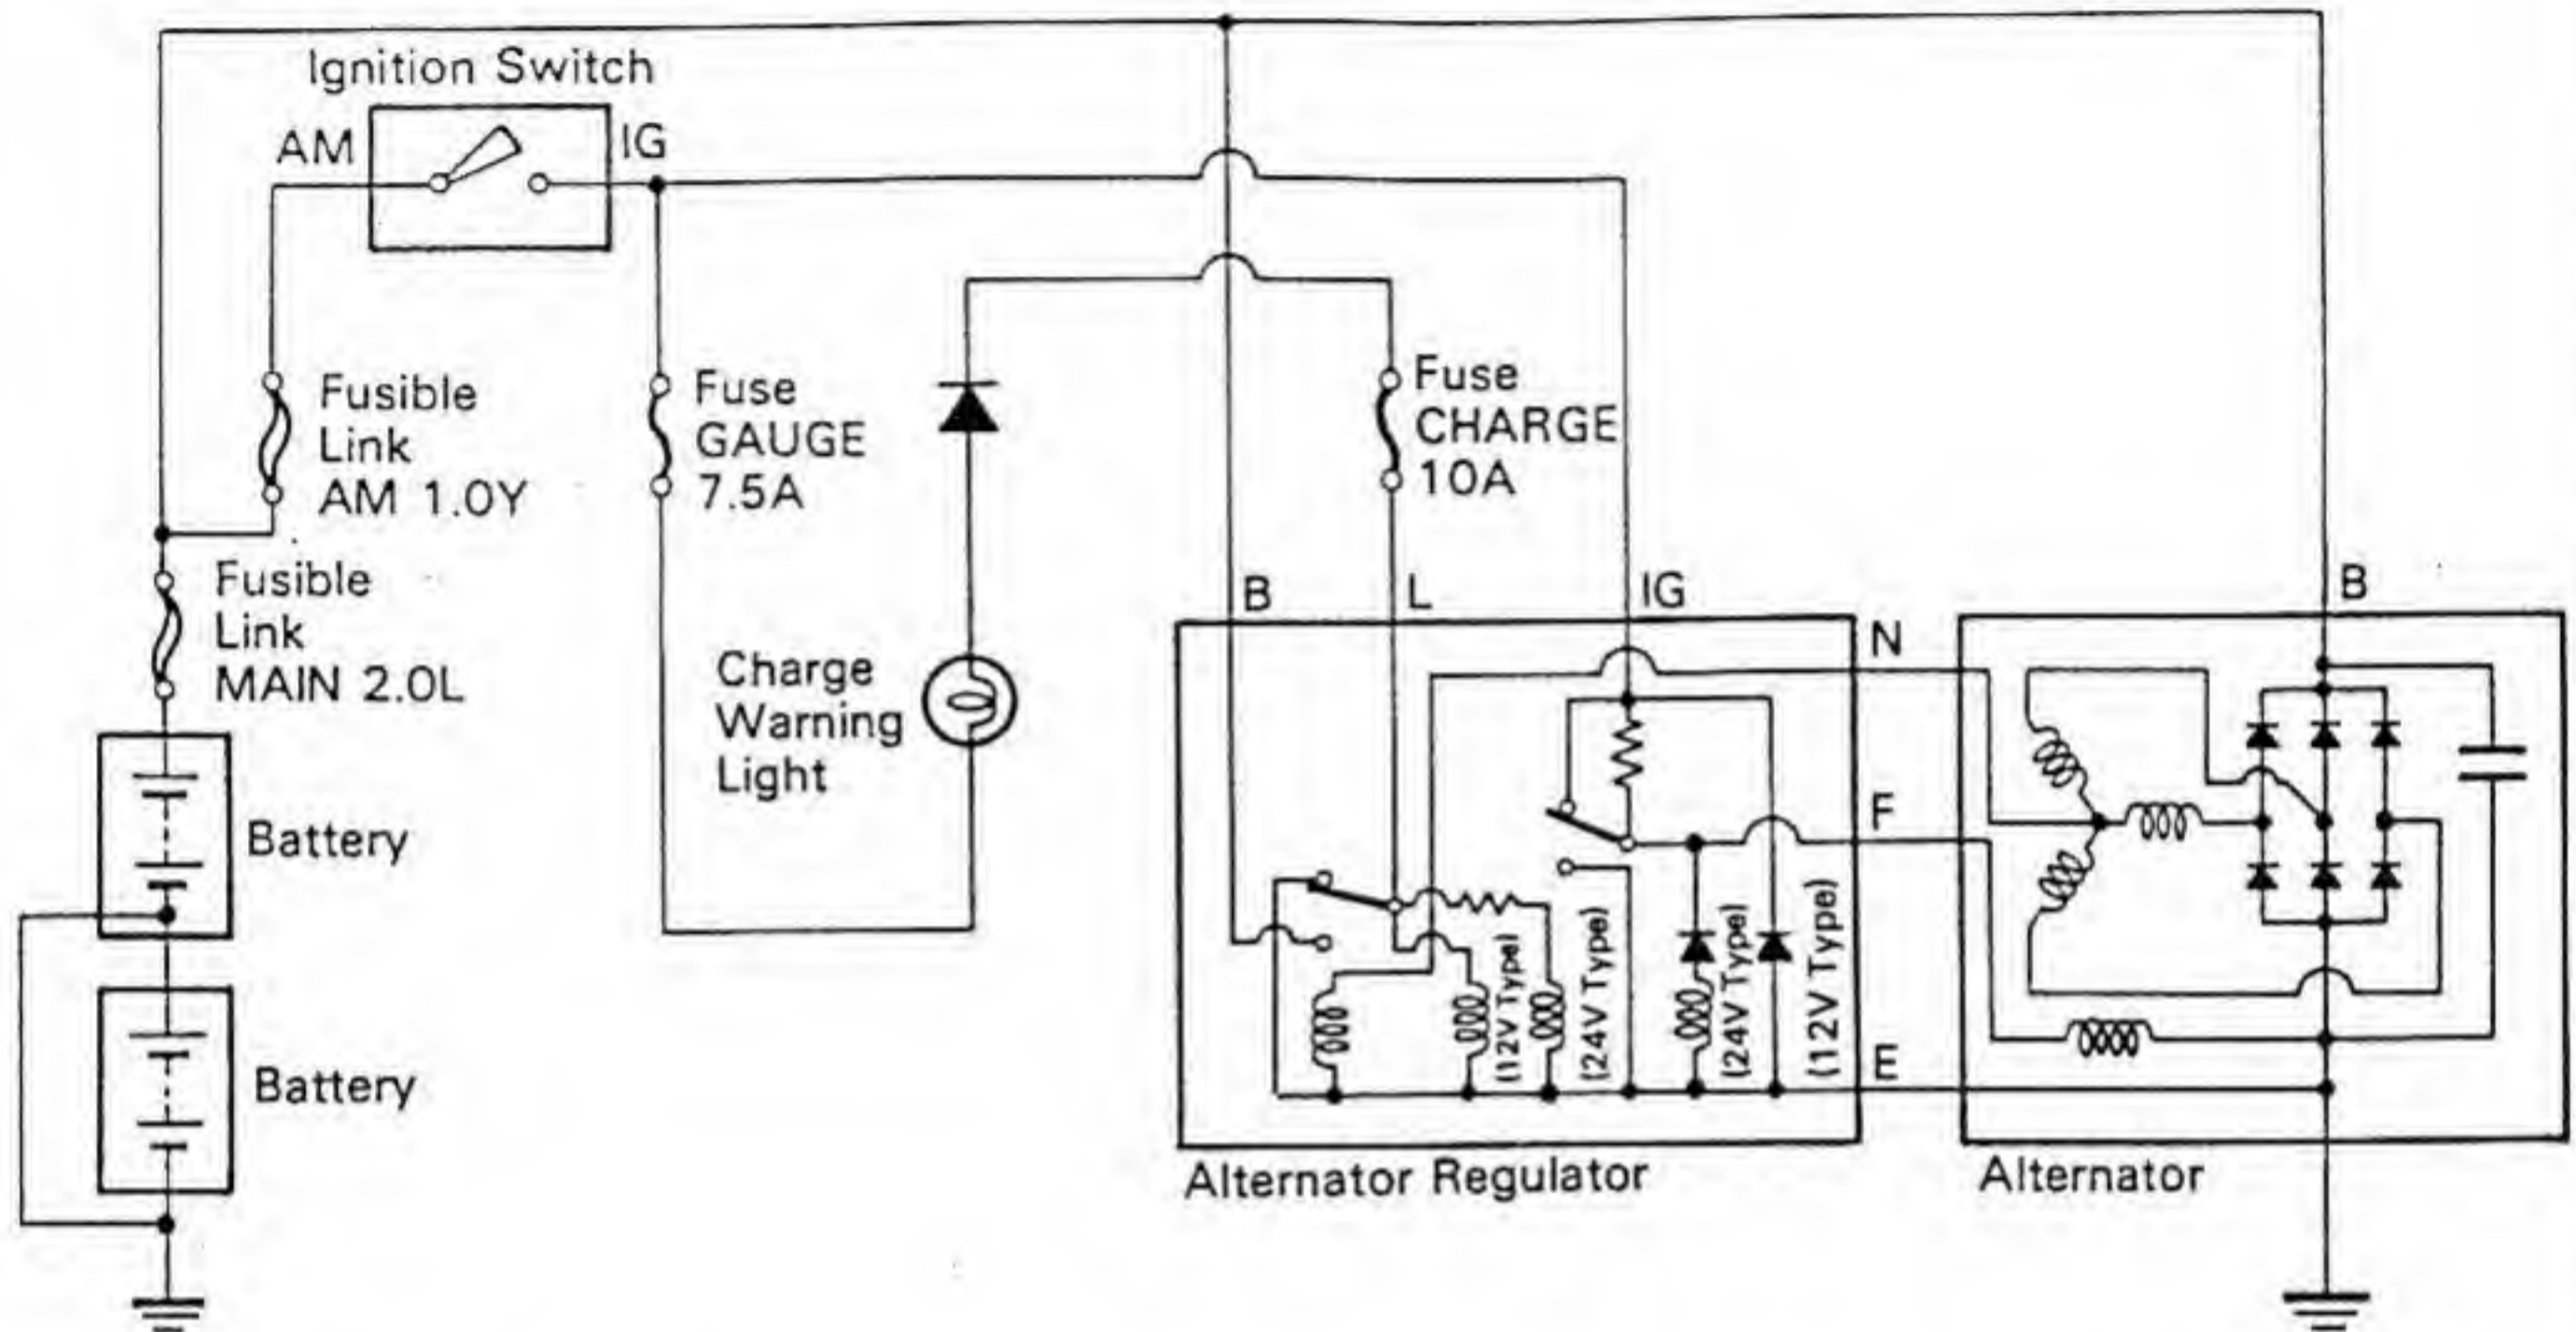 Ignition Switch
AM
IG
Fusible
Link
AM 1.0Y
Fuse
GAUGE
7.5A
Fuse
CHARGE
10A
Fusible
Link
MAIN 2.0L
Charge
Warning
Light
Battery
Battery
B
L
IG
N
F
E
B
(12V Type)
(24V Type)
(24V Type)
(12V Type)
Alternator Regulator
Alternator